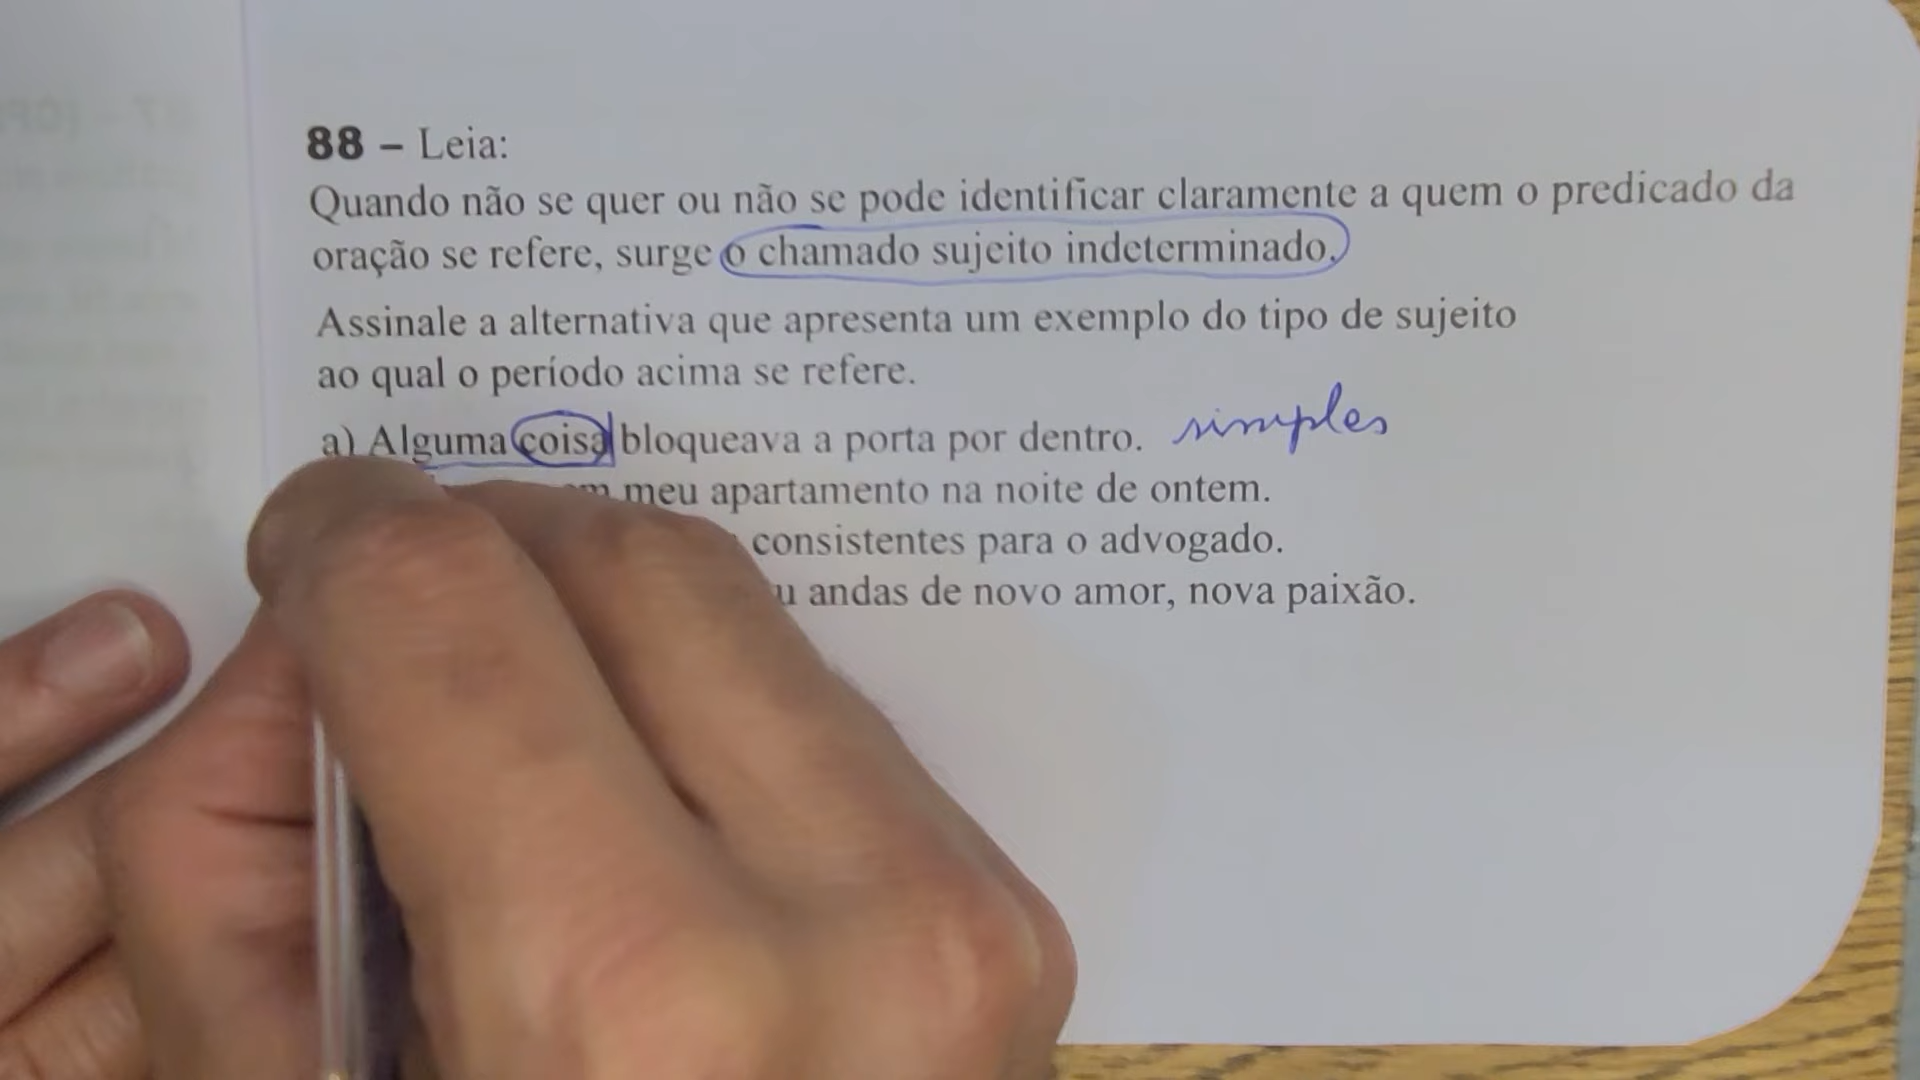 88 – Leia:
Quando não se quer ou não se pode identificar claramente a quem o predicado da
oração se refere, surge o chamado sujeito indeterminado.
Assinale a alternativa que apresenta um exemplo do tipo de sujeito
ao qual o período acima se refere.
a) Alguma coisa bloqueava a porta por dentro. simples
meu apartamento na noite de ontem.
consistentes para o advogado.
andas de novo amor, nova paixão.